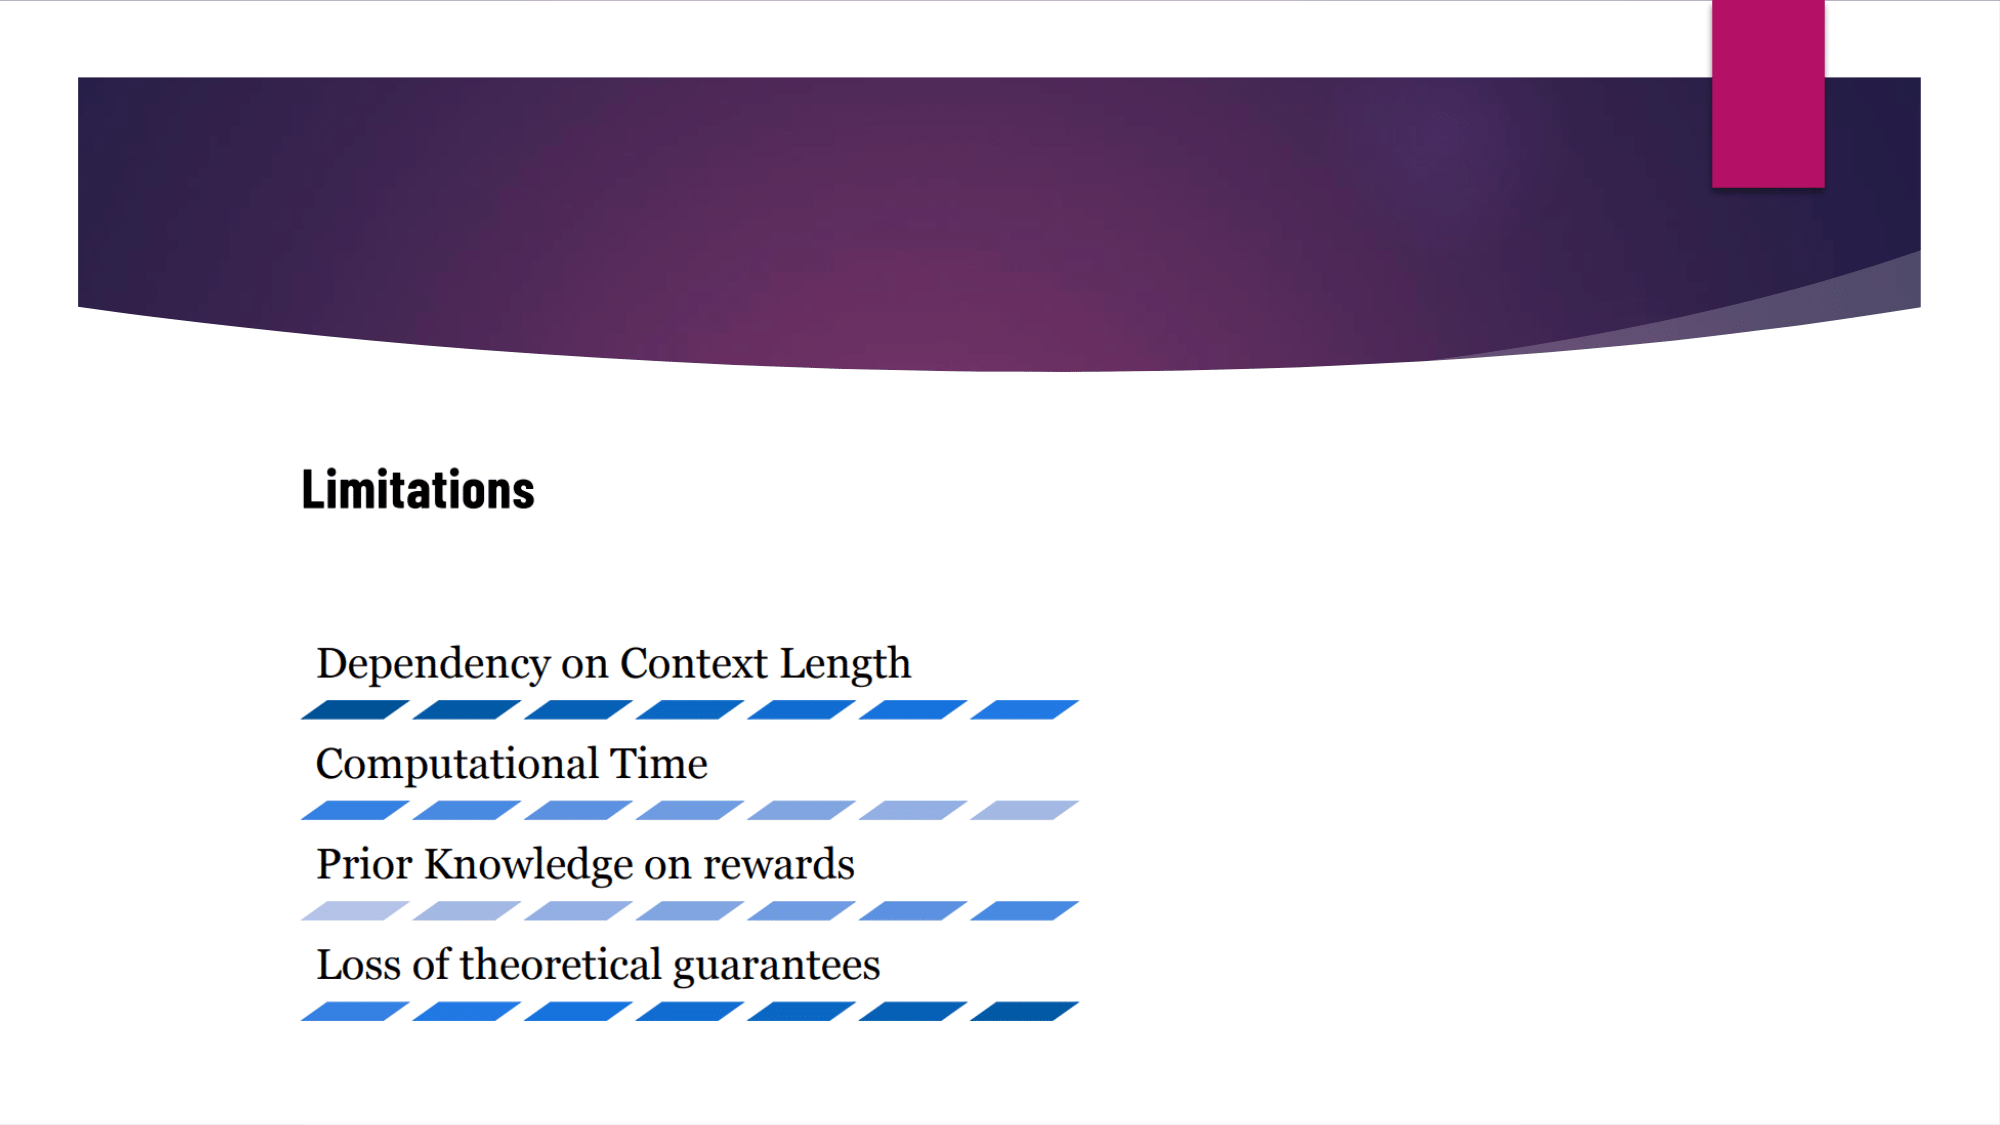 Limitations
Dependency on Context Length
Computational Time
Prior Knowledge on rewards
Loss of theoretical guarantees